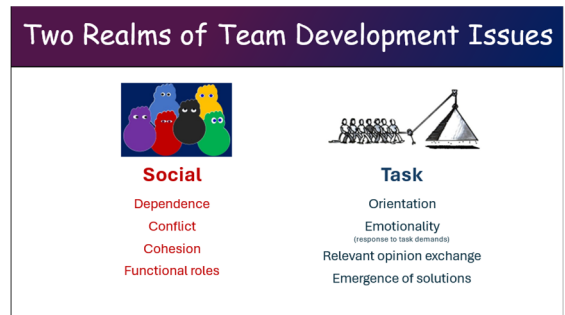 Two Realms of Team Development Issues
Social
Dependence
Conflict
Cohesion
Functional roles
Task
Orientation
Emotionality
(response to task demands)
Relevant opinion exchange
Emergence of solutions